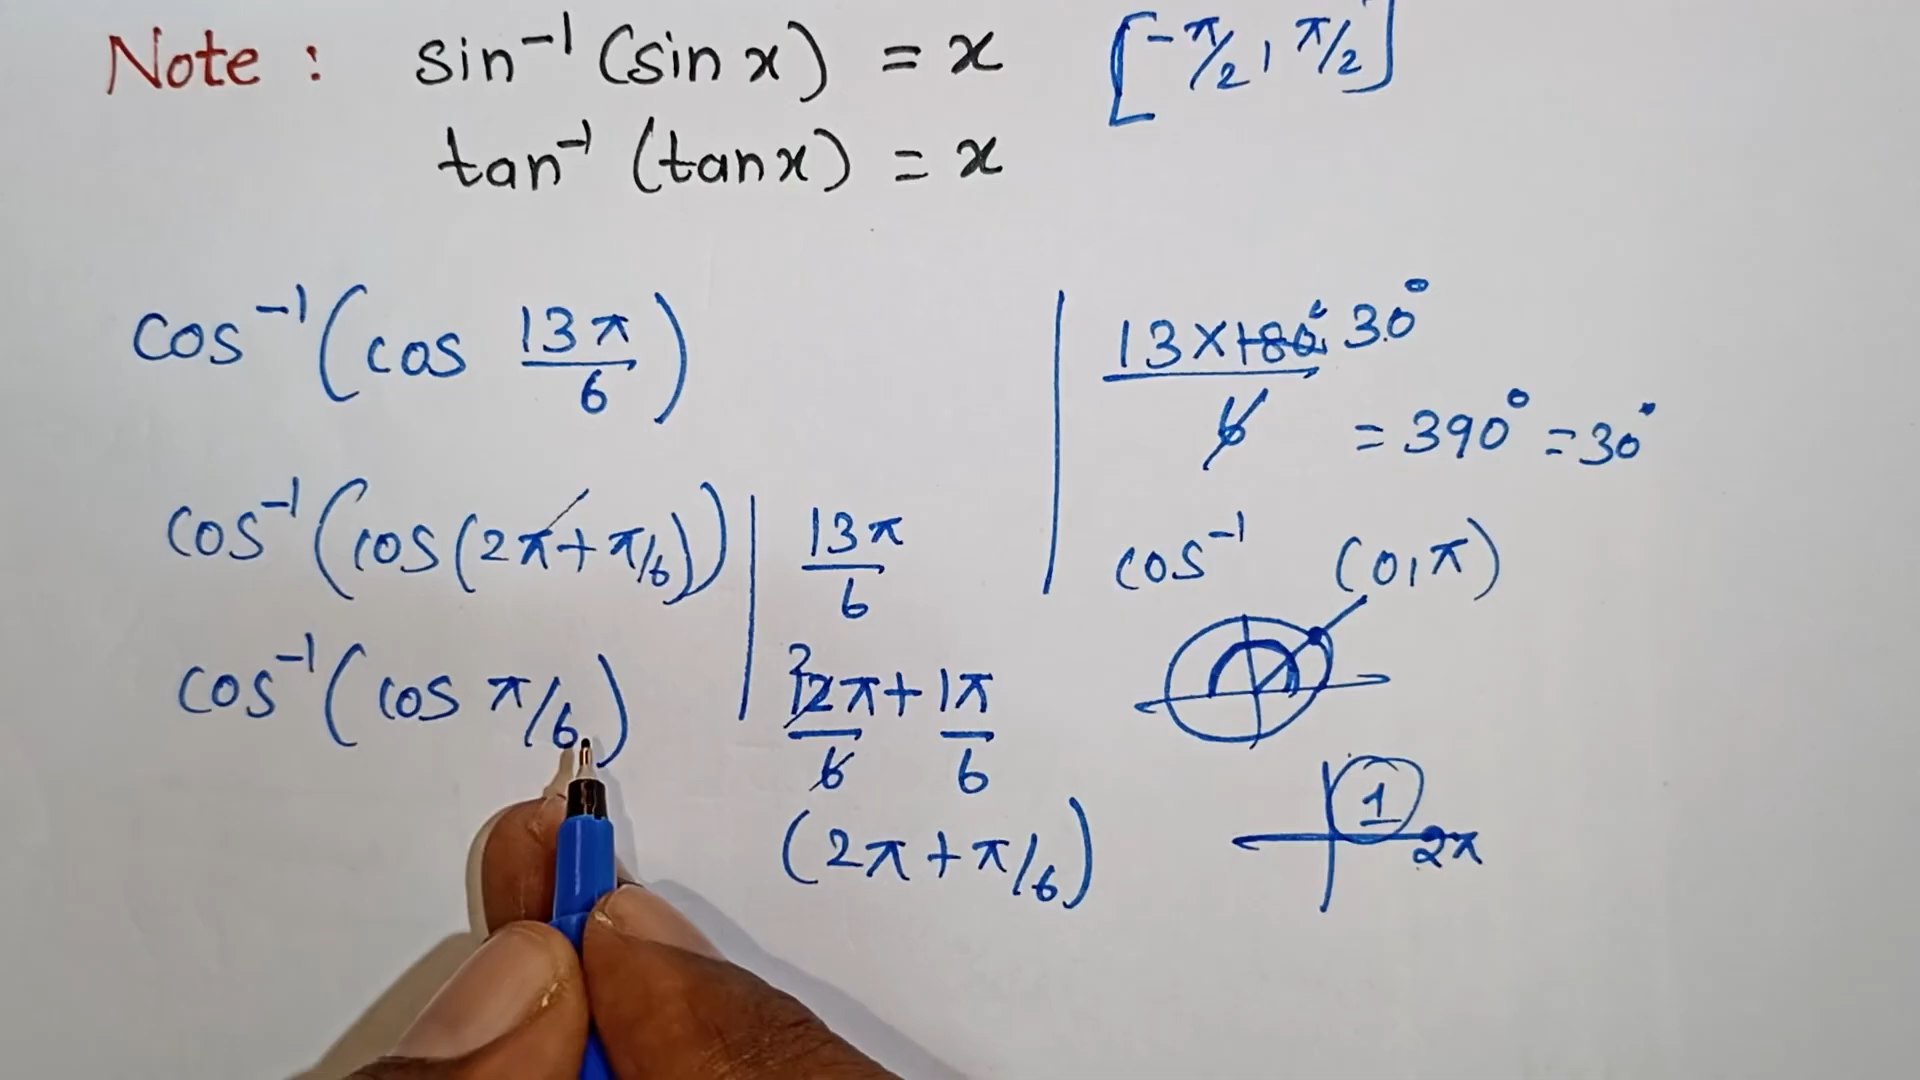 Note : sin⁻¹ (sin x) = x [-π/2, π/2]
tan⁻¹ (tan x) = x
cos⁻¹ (cos 13π/6)
cos⁻¹ (cos (2π + π/6))
cos⁻¹ (cos π/6)
13π/6
2
12π/6 + 1π/6
(2π + π/6)
13×180°/6 30°
= 390° = 30°
cos⁻¹ (0, π)
1
2π